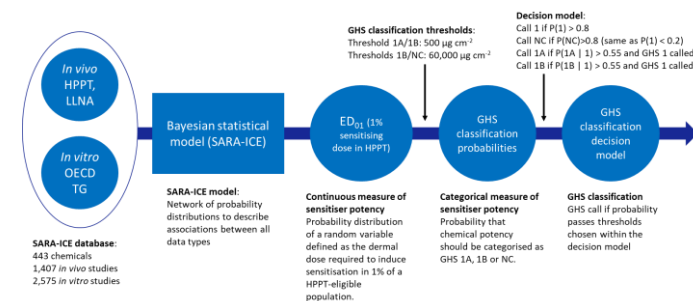 In vivo
HPPT,
LLNA
In vitro
OECD
TG
SARA-ICE database:
443 chemicals
1,407 in vivo studies
2,575 in vitro studies
Bayesian statistical
model (SARA-ICE)
SARA-ICE model:
Network of probability
distributions to describe
associations between all
data types
ED01 (1%
sensitising
dose in HPPT)
Continuous measure of
sensitiser potency
Probability distribution
of a random variable
defined as the dermal
dose required to induce
sensitisation in 1% of a
HPPT-eligible
population.
GHS classification thresholds:
Threshold 1A/1B: 500 µg cm-2
Thresholds 1B/NC: 60,000 µg cm-2
GHS
classification
probabilities
Categorical measure of
sensitiser potency
Probability that
chemical potency
should be categorised as
GHS 1A, 1B or NC.
Decision model:
Call 1 if P(1) > 0.8
Call NC if P(NC)>0.8 (same as P(1) < 0.2)
Call 1A if P(1A | 1) > 0.55 and GHS 1 called
Call 1B if P(1B | 1) > 0.55 and GHS 1 called
GHS
classification
decision
model
GHS classification
GHS call if probability
passes thresholds
chosen within the
decision model